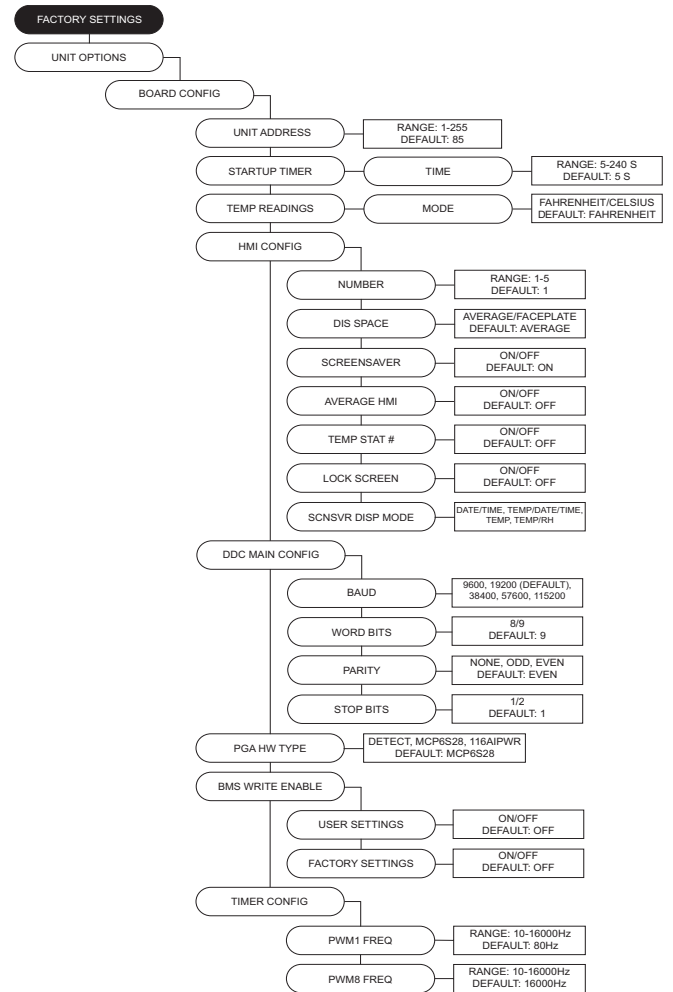 FACTORY SETTINGS
UNIT OPTIONS
BOARD CONFIG
UNIT ADDRESS
RANGE: 1-255
DEFAULT: 85
STARTUP TIMER
TIME
RANGE: 5-240 S
DEFAULT: 5 S
TEMP READINGS
MODE
FAHRENHEIT/CELSIUS
DEFAULT: FAHRENHEIT
HMI CONFIG
NUMBER
RANGE: 1-5
DEFAULT: 1
DIS SPACE
AVERAGE/FACEPLATE
DEFAULT: AVERAGE
SCREENSAVER
ON/OFF
DEFAULT: ON
AVERAGE HMI
ON/OFF
DEFAULT: OFF
TEMP STAT #
ON/OFF
DEFAULT: OFF
LOCK SCREEN
ON/OFF
DEFAULT: OFF
SCNSVR DISP MODE
DATE/TIME, TEMP/DATE/TIME,
TEMP, TEMP/RH
DDC MAIN CONFIG
BAUD
9600, 19200 (DEFAULT),
38400, 57600, 115200
WORD BITS
8/9
DEFAULT: 9
PARITY
NONE, ODD, EVEN
DEFAULT: EVEN
STOP BITS
1/2
DEFAULT: 1
PGA HW TYPE
DETECT, MCP6S28, 116AIPWR
DEFAULT: MCP6S28
BMS WRITE ENABLE
USER SETTINGS
ON/OFF
DEFAULT: OFF
FACTORY SETTINGS
ON/OFF
DEFAULT: OFF
TIMER CONFIG
PWM1 FREQ
RANGE: 10-16000Hz
DEFAULT: 80Hz
PWM8 FREQ
RANGE: 10-16000Hz
DEFAULT: 16000Hz